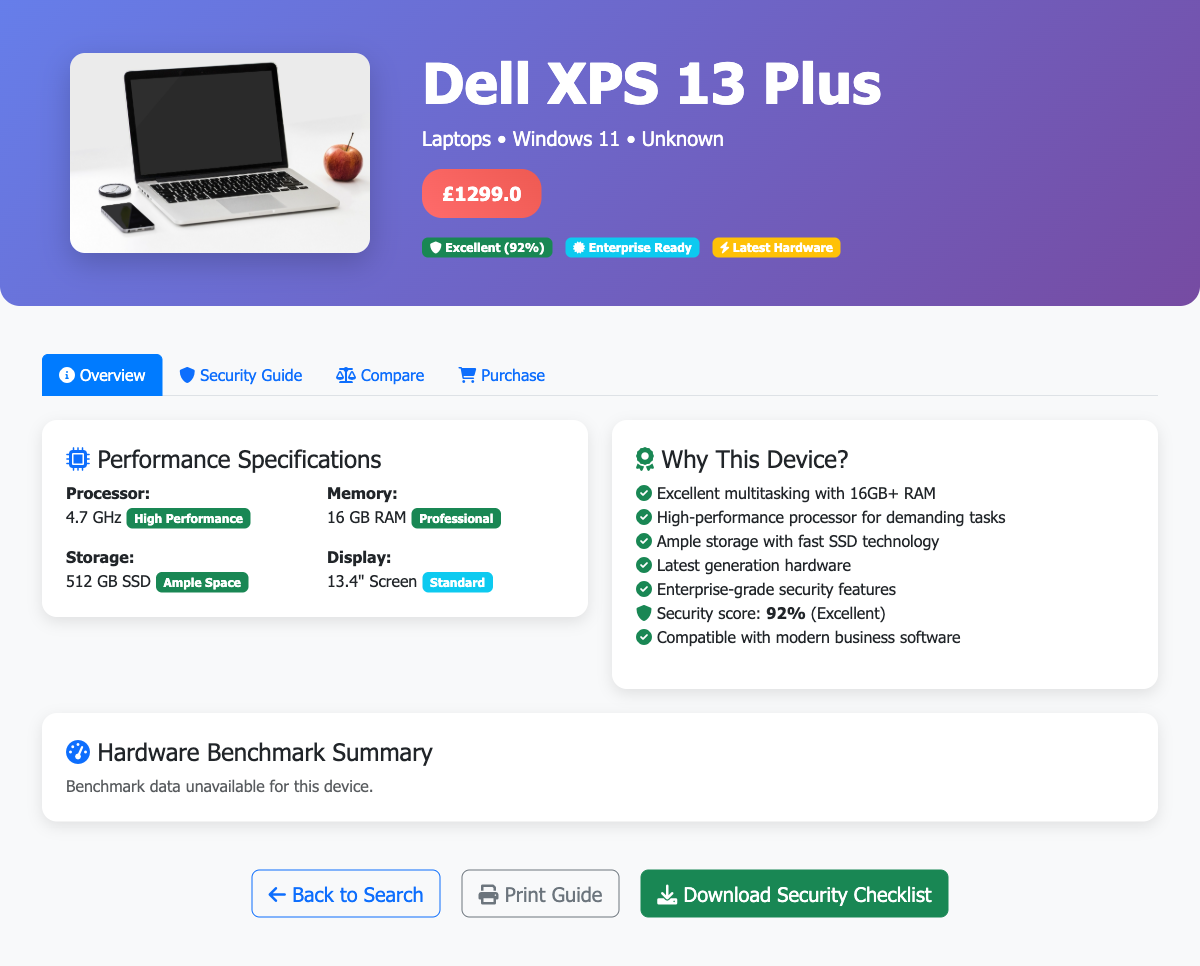 Dell XPS 13 Plus
Laptops • Windows 11 • Unknown
£1299.0
Excellent (92%) Enterprise Ready Latest Hardware
Overview Security Guide Compare Purchase
Performance Specifications
Processor: Memory:
4.7 GHz High Performance 16 GB RAM Professional
Storage: Display:
512 GB SSD Ample Space 13.4" Screen Standard
Why This Device?
Excellent multitasking with 16GB+ RAM
High-performance processor for demanding tasks
Ample storage with fast SSD technology
Latest generation hardware
Enterprise-grade security features
Security score: 92% (Excellent)
Compatible with modern business software
Hardware Benchmark Summary
Benchmark data unavailable for this device.
Back to Search Print Guide Download Security Checklist